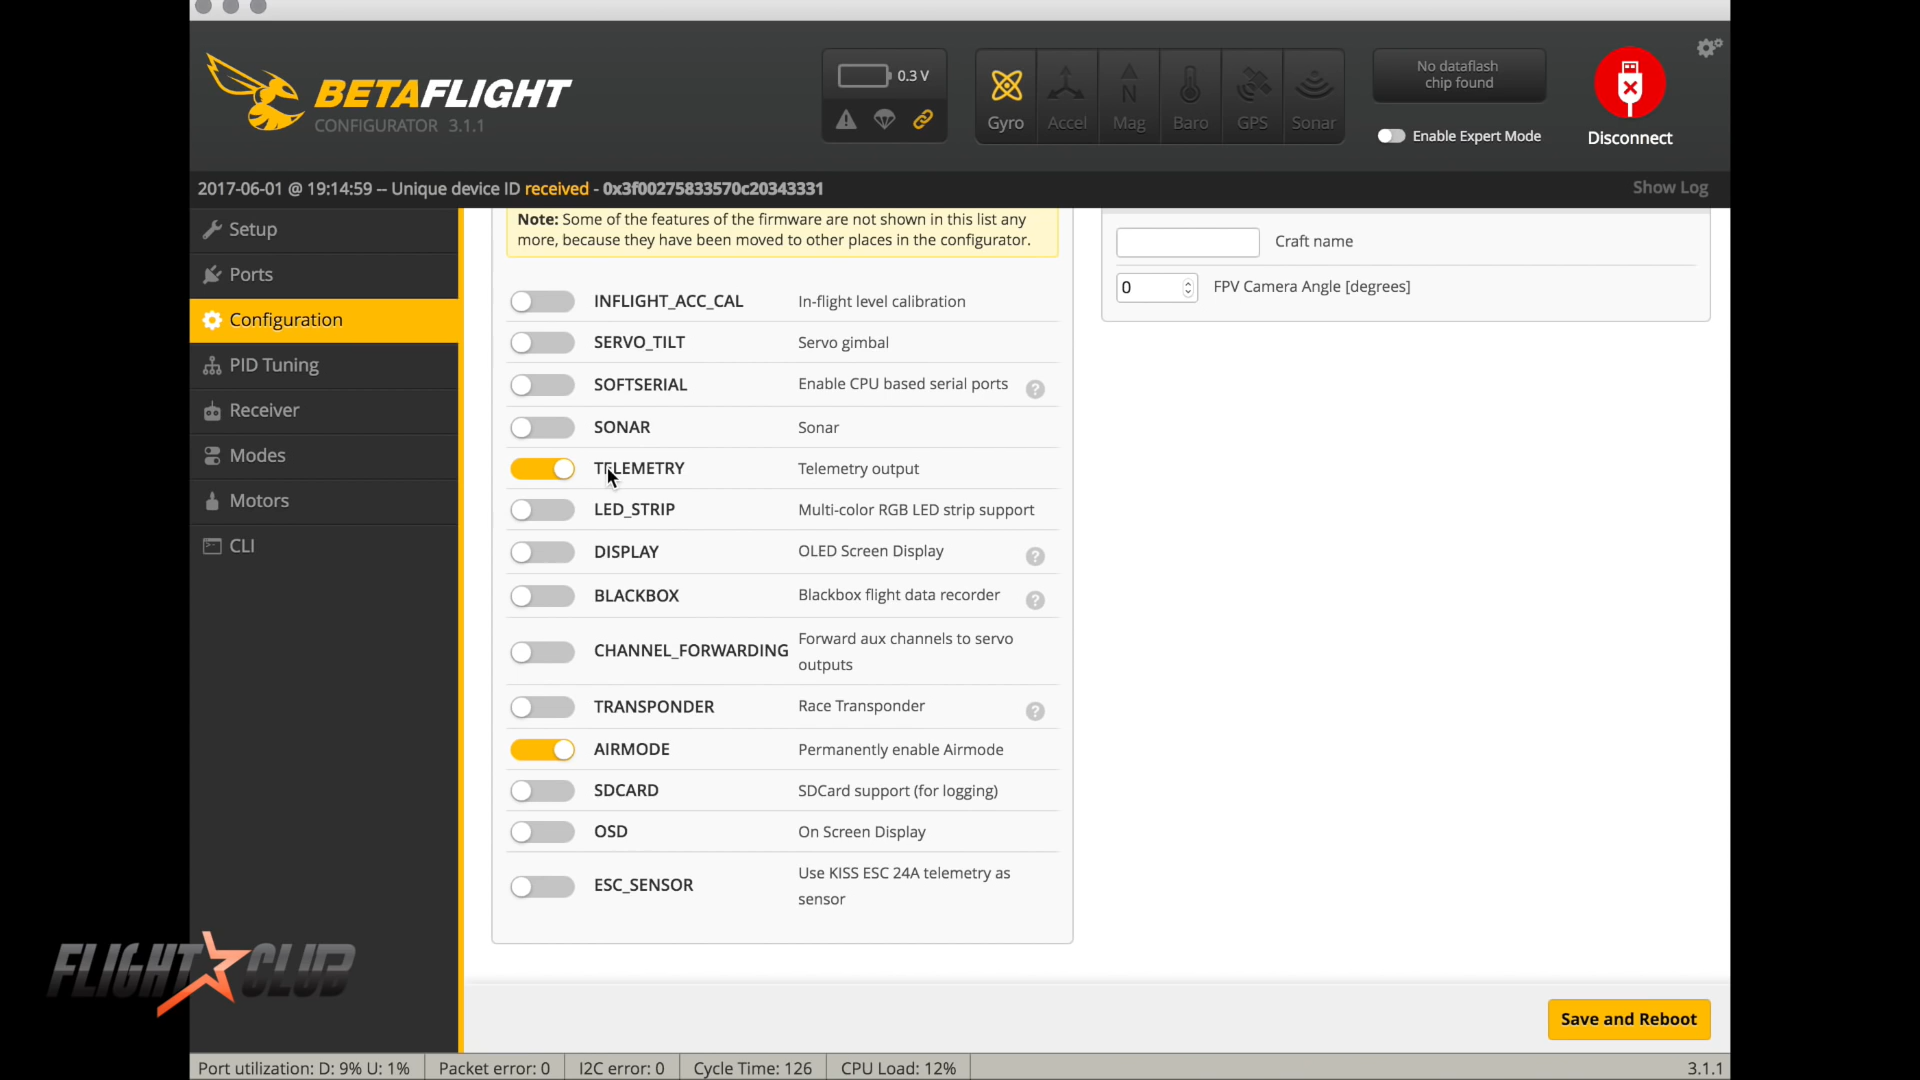 BETAFLIGHT
CONFIGURATOR 3.1.1
0.3 V
Gyro
Accel
N
Mag
Baro
GPS
Sonar
No dataflash
chip found
Enable Expert Mode
Disconnect
2017-06-01 @ 19:14:59 -- Unique device ID received - 0x3f00275833570c20343331
Show Log
Setup
Ports
Configuration
PID Tuning
Receiver
Modes
Motors
CLI
Note: Some of the features of the firmware are not shown in this list any
more, because they have been moved to other places in the configurator.
INFLIGHT_ACC_CAL In-flight level calibration
SERVO_TILT Servo gimbal
SOFTSERIAL Enable CPU based serial ports ?
SONAR Sonar
TELEMETRY Telemetry output
LED_STRIP Multi-color RGB LED strip support
DISPLAY OLED Screen Display ?
BLACKBOX Blackbox flight data recorder ?
CHANNEL_FORWARDING Forward aux channels to servo
outputs
TRANSPONDER Race Transponder ?
AIRMODE Permanently enable Airmode
SDCARD SDCard support (for logging)
OSD On Screen Display
ESC_SENSOR Use KISS ESC 24A telemetry as
sensor
Craft name
0 FPV Camera Angle [degrees]
FLIGHT CLUB
Save and Reboot
Port utilization: D: 9% U: 1%
Packet error: 0
I2C error: 0
Cycle Time: 126
CPU Load: 12%
3.1.1